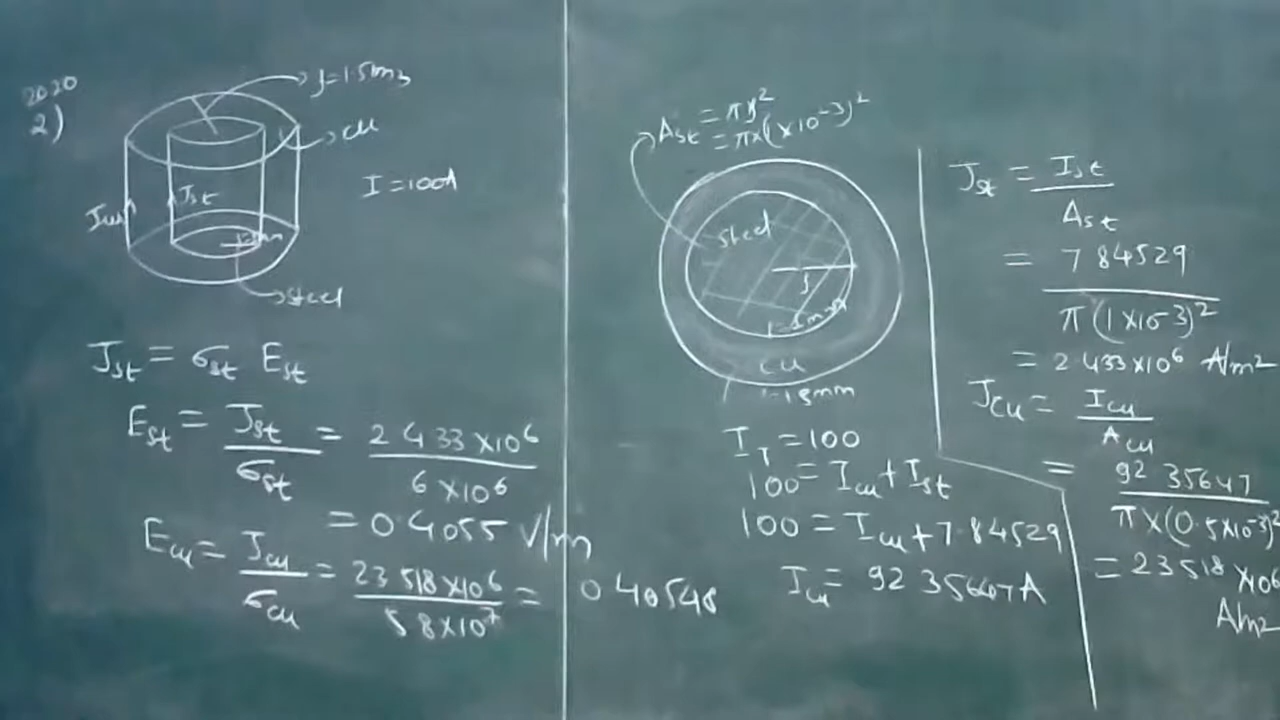 2020
2)
ρ=1.5mm
Cu
I=100A
Jst
Steel
Jst = σst Est
Est = Jst / σst = 2.433×10⁶ / 6×10⁶
= 0.4055 V/m
Ecu = Jcu / σcu = 23.518×10⁶ / 5.8×10⁷ = 0.40548
Ast = πρ²
= π×(1×10⁻³)²
Steel
ρ
Cu
IT = 100
100 = Icu + Ist
100 = Icu + 7.84529
Icu = 92.35647A
Jst = Ist / Ast
= 7.84529 / π(1×10⁻³)²
= 2.433×10⁶ A/m²
Jcu = Icu / Acu
= 92.35647 / π×(0.5×10⁻³)²
= 23.518×10⁶
A/m²